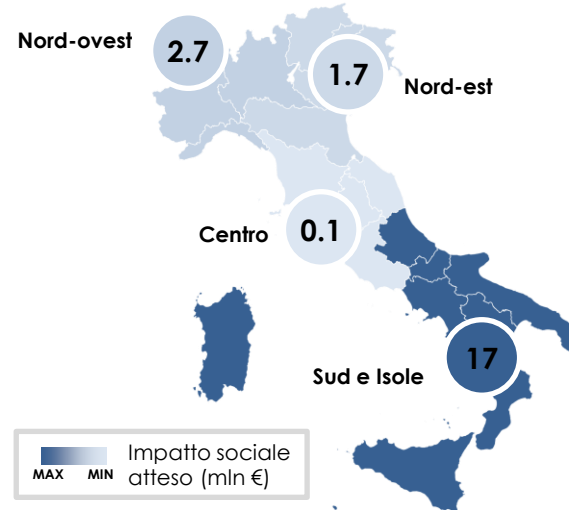 Nord-ovest
2.7
1.7
Nord-est
Centro
0.1
Sud e Isole
17
MAX MIN
Impatto sociale
atteso (mln €)